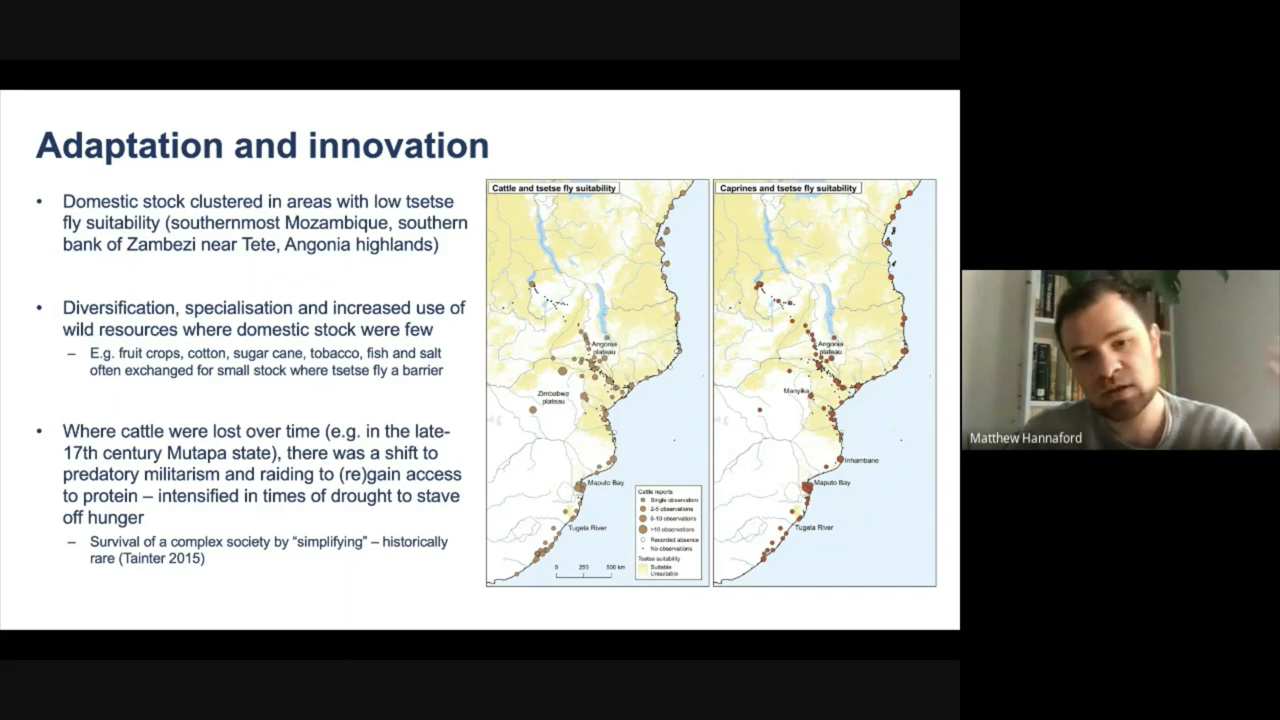 Adaptation and innovation
• Domestic stock clustered in areas with low tsetse
fly suitability (southernmost Mozambique, southern
bank of Zambezi near Tete, Angonia highlands)
• Diversification, specialisation and increased use of
wild resources where domestic stock were few
– E.g. fruit crops, cotton, sugar cane, tobacco, fish and salt
often exchanged for small stock where tsetse fly a barrier
• Where cattle were lost over time (e.g. in the late-
17th century Mutapa state), there was a shift to
predatory militarism and raiding to (re)gain access
to protein – intensified in times of drought to stave
off hunger
– Survival of a complex society by “simplifying” – historically
rare (Tainter 2015)
Cattle and tsetse fly suitability
Angonia
plateau
Zimbabwe
plateau
Maputo Bay
Tugela River
Cattle reports
Single observation
2-5 observations
6-10 observations
>10 observations
Recorded absence
No observations
Tsetse suitability
Suitable
Unsuitable
0 250 500 km
Caprines and tsetse fly suitability
Angonia
plateau
Manyika
Inhambane
Maputo Bay
Tugela River
Matthew Hannaford